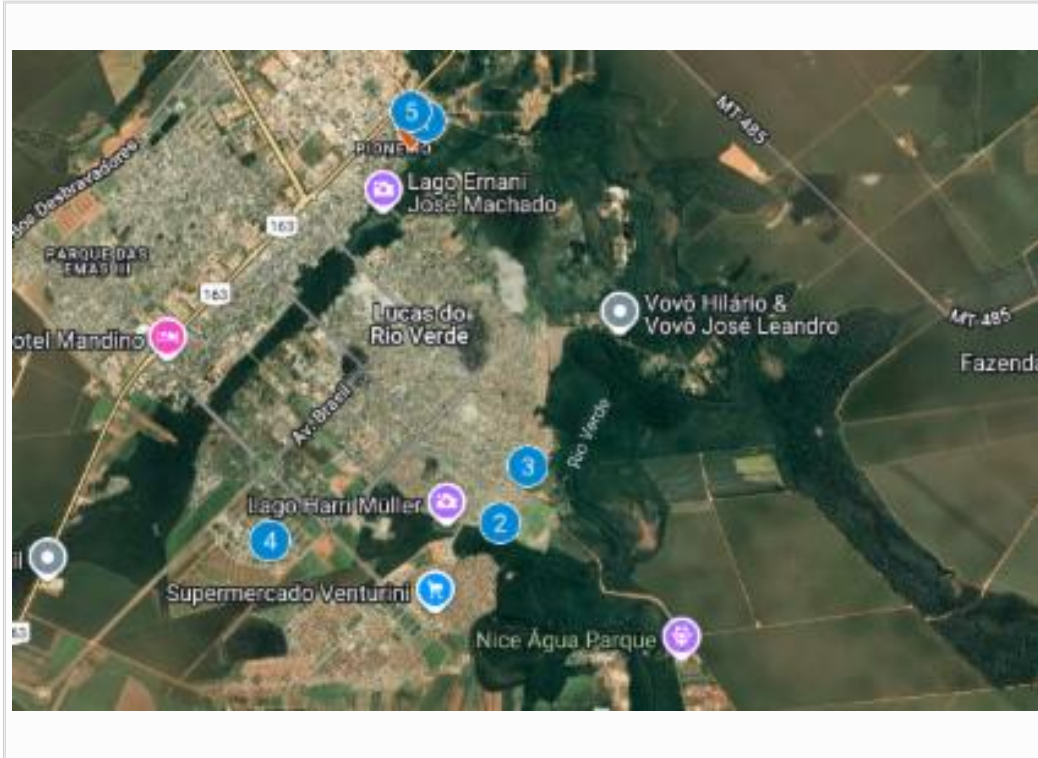 MT-485
5
PIONEIRO
dos Desbravadores
Lago Ernani
José Machado
163
PARQUE DAS
EMAS III
163
Vovô Hilário &
Vovô José Leandro
MT-485
Lucas do
Rio Verde
otel Mandino
Fazenda
Av. Brasil
Rio Verde
3
Lago Harri Müller
2
4
il
Supermercado Venturini
63
Nice Água Parque